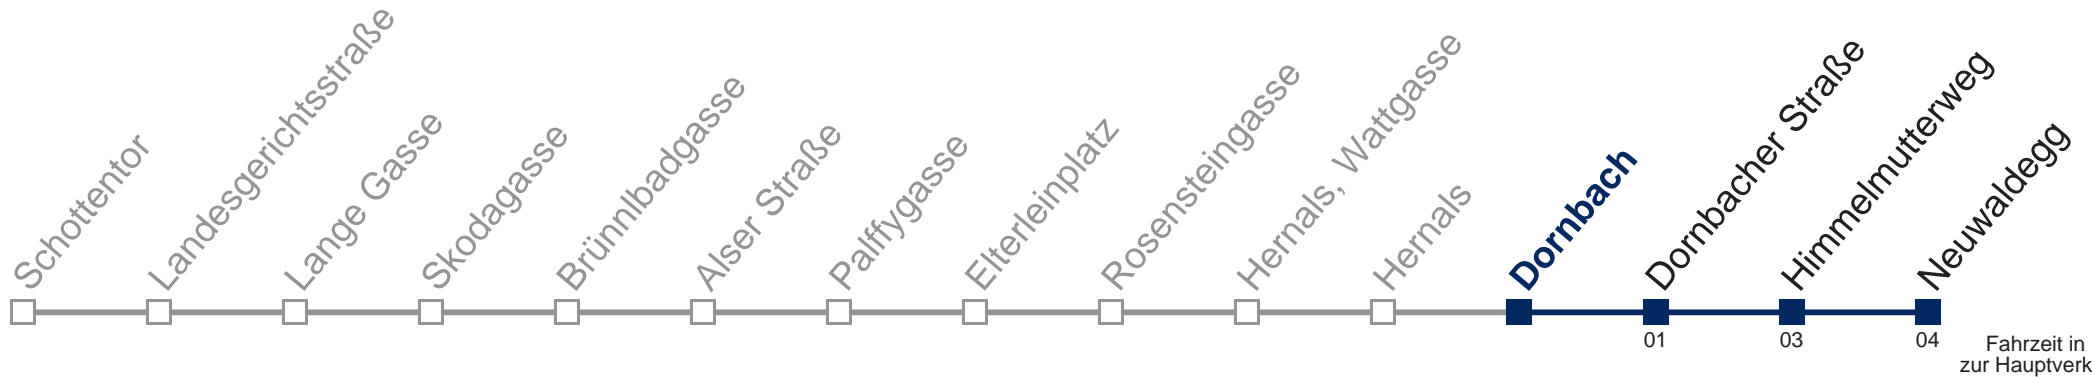 Schottentor
Landesgerichtsstraße
Lange Gasse
Skodagasse
Brünnlbadgasse
Alser Straße
Palffygasse
Elterleinplatz
Rosensteingasse
Hernals, Wattgasse
Hernals
Dornbach
Dornbacher Straße
Himmelmutterweg
Neuwaldegg
01
03
04
Fahrzeit in
zur Hauptverk